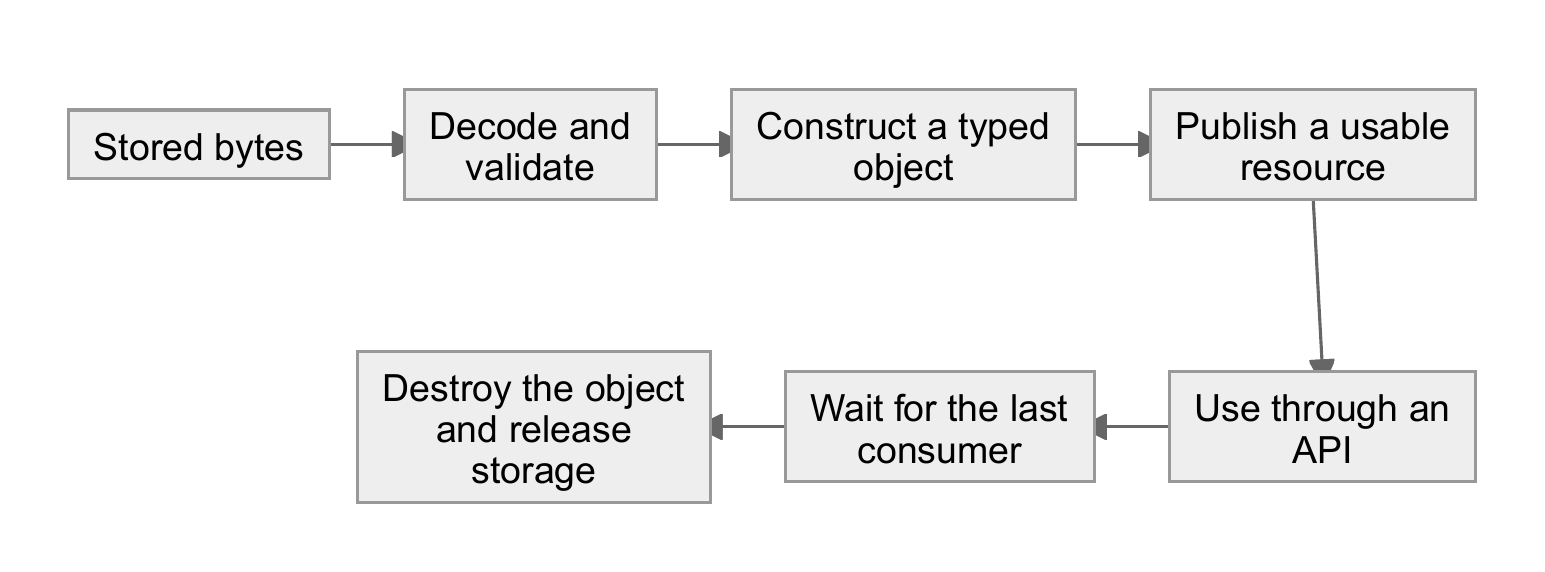 Stored bytes
Decode and
validate
Construct a typed
object
Publish a usable
resource
Use through an
API
Wait for the last
consumer
Destroy the object
and release
storage